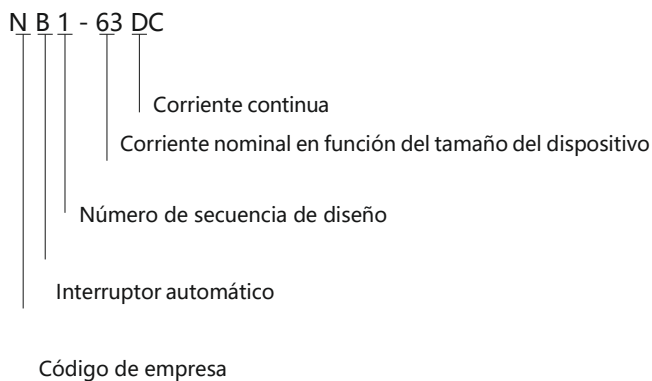 N B 1 - 63 DC
Corriente continua
Corriente nominal en función del tamaño del dispositivo
Número de secuencia de diseño
Interruptor automático
Código de empresa